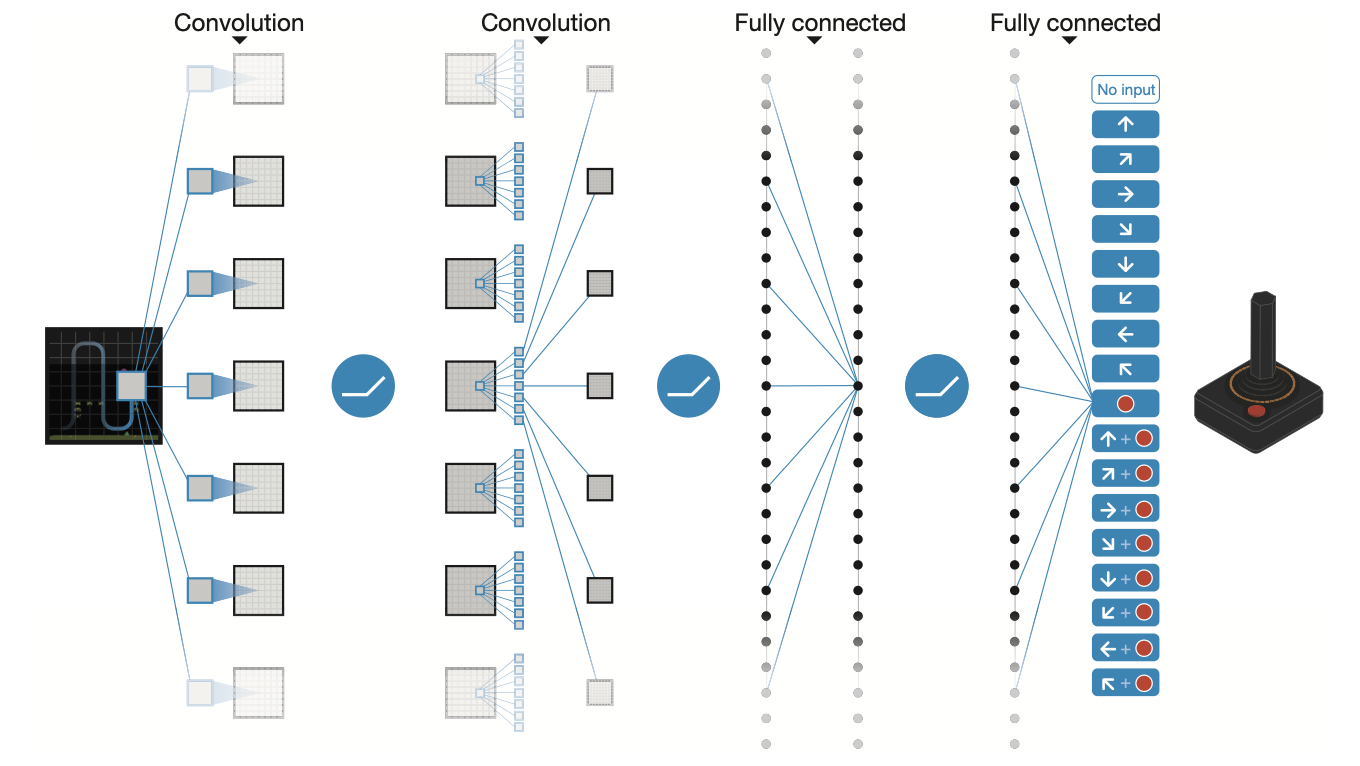 Convolution
Convolution
Fully connected
Fully connected
No input
+
+
+
+
+
+
+
+